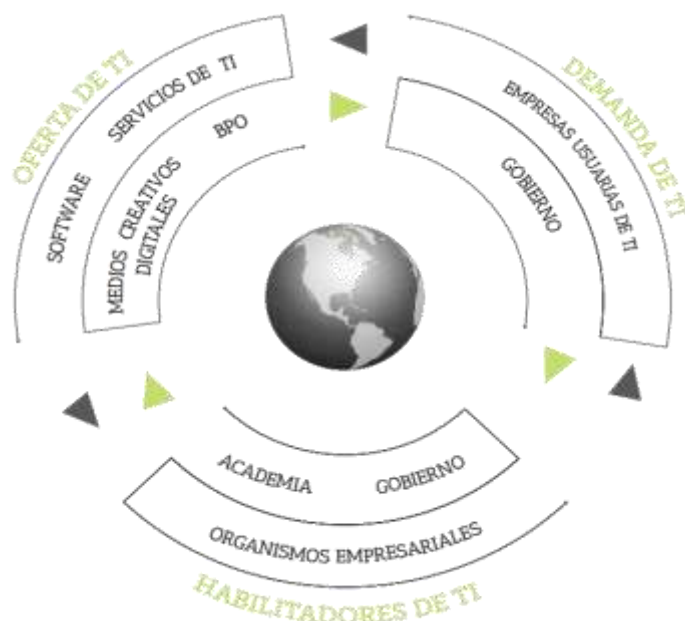 OFERTA DE TI
SOFTWARE
SERVICIOS DE TI
MEDIOS CREATIVOS
DIGITALES
BPO
DEMANDA DE TI
EMPRESAS USUARIAS DE TI
GOBIERNO
ACADEMIA
GOBIERNO
ORGANISMOS EMPRESARIALES
HABILITADORES DE TI